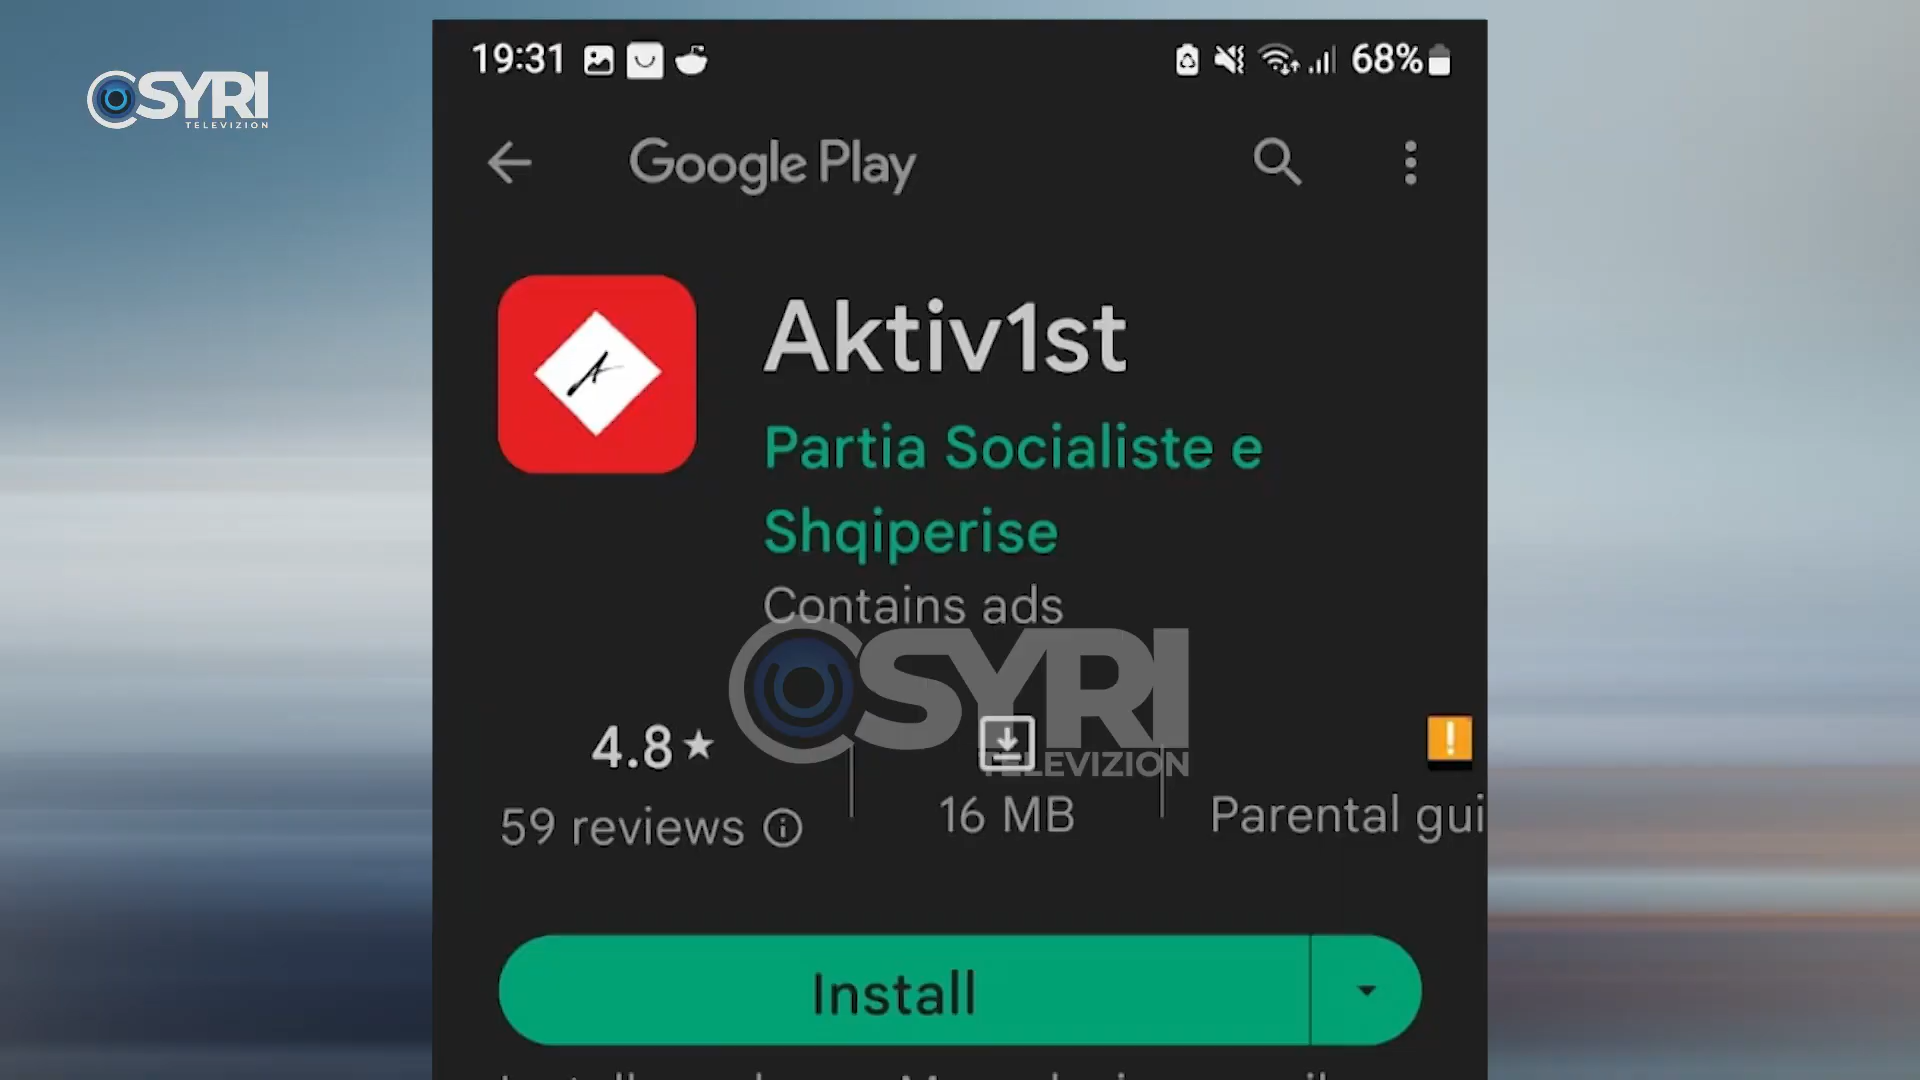 SYRI
TELEVIZION
19:31
68%
Google Play
Aktiv1st
Partia Socialiste e
Shqiperise
Contains ads
SYRI
TELEVIZION
4.8★
59 reviews
16 MB
Parental gui
Install